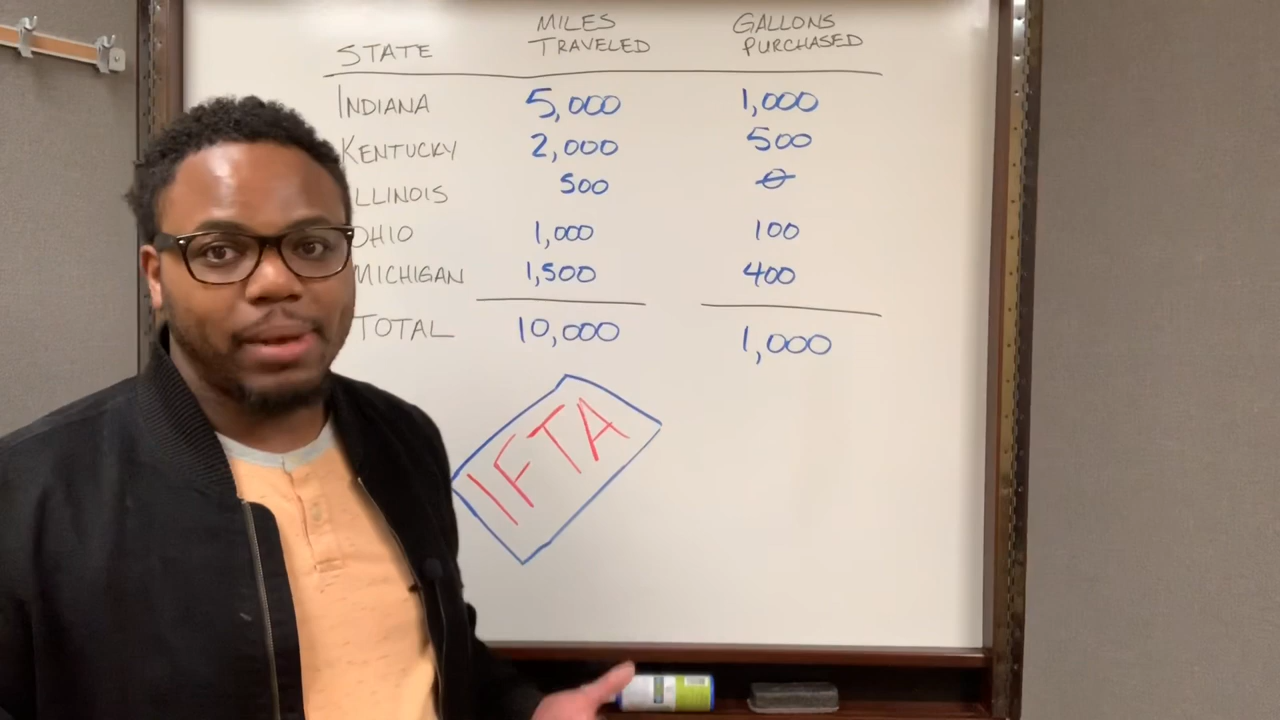 STATE MILES TRAVELED GALLONS PURCHASED
INDIANA 5,000 1,000
KENTUCKY 2,000 500
ILLINOIS 500 0
OHIO 1,000 100
MICHIGAN 1,500 400
TOTAL 10,000 1,000
IFTA